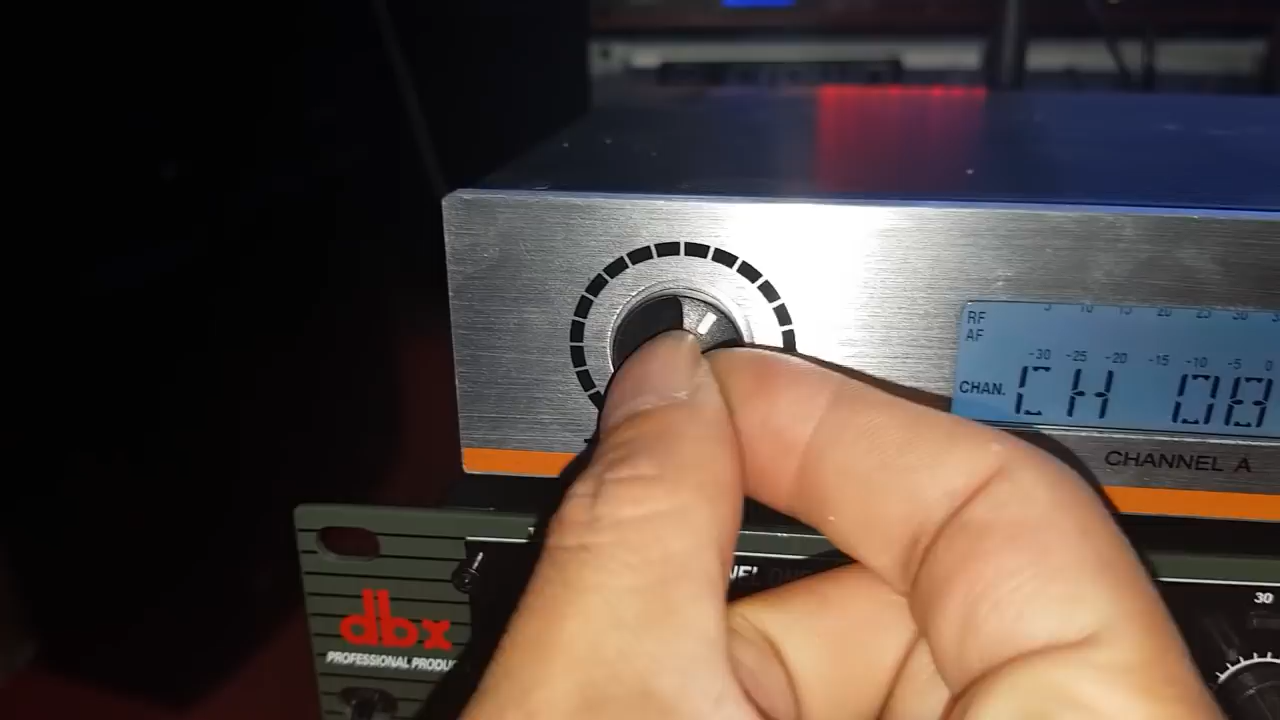 5 10 15 20 25 30
RF
AF
-30 -25 -20 -15 -10 -5 0
CHAN. CH 08
CHANNEL A
dbx
PROFESSIONAL PRODU
30